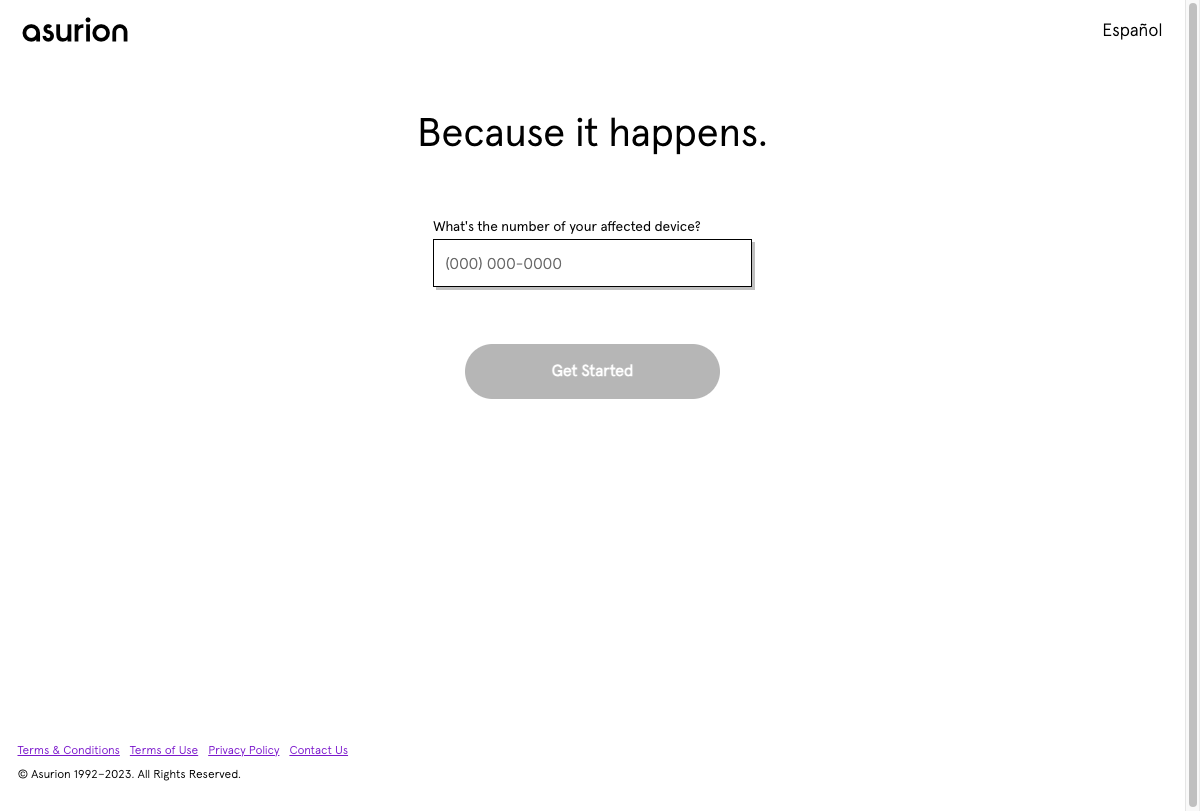 asurion
Español
Because it happens.
What's the number of your affected device?
(000) 000-0000
Get Started
Terms & Conditions Terms of Use Privacy Policy Contact Us
© Asurion 1992-2023. All Rights Reserved.